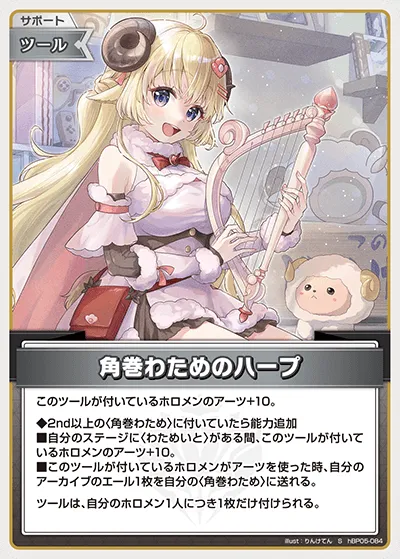 サポート
ツール
角巻わためのハープ
このツールが付いているホロメンのアーツ+10。
◆2nd以上の〈角巻わため〉に付いていたら能力追加
■自分のステージに〈わためいと〉がある間、このツールが付いて
いるホロメンのアーツ+10。
■このツールが付いているホロメンがアーツを使った時、自分の
アーカイブのエール1枚を自分の〈角巻わため〉に送れる。
ツールは、自分のホロメン1人につき1枚だけ付けられる。
illust：りんけてん S hBP05-084